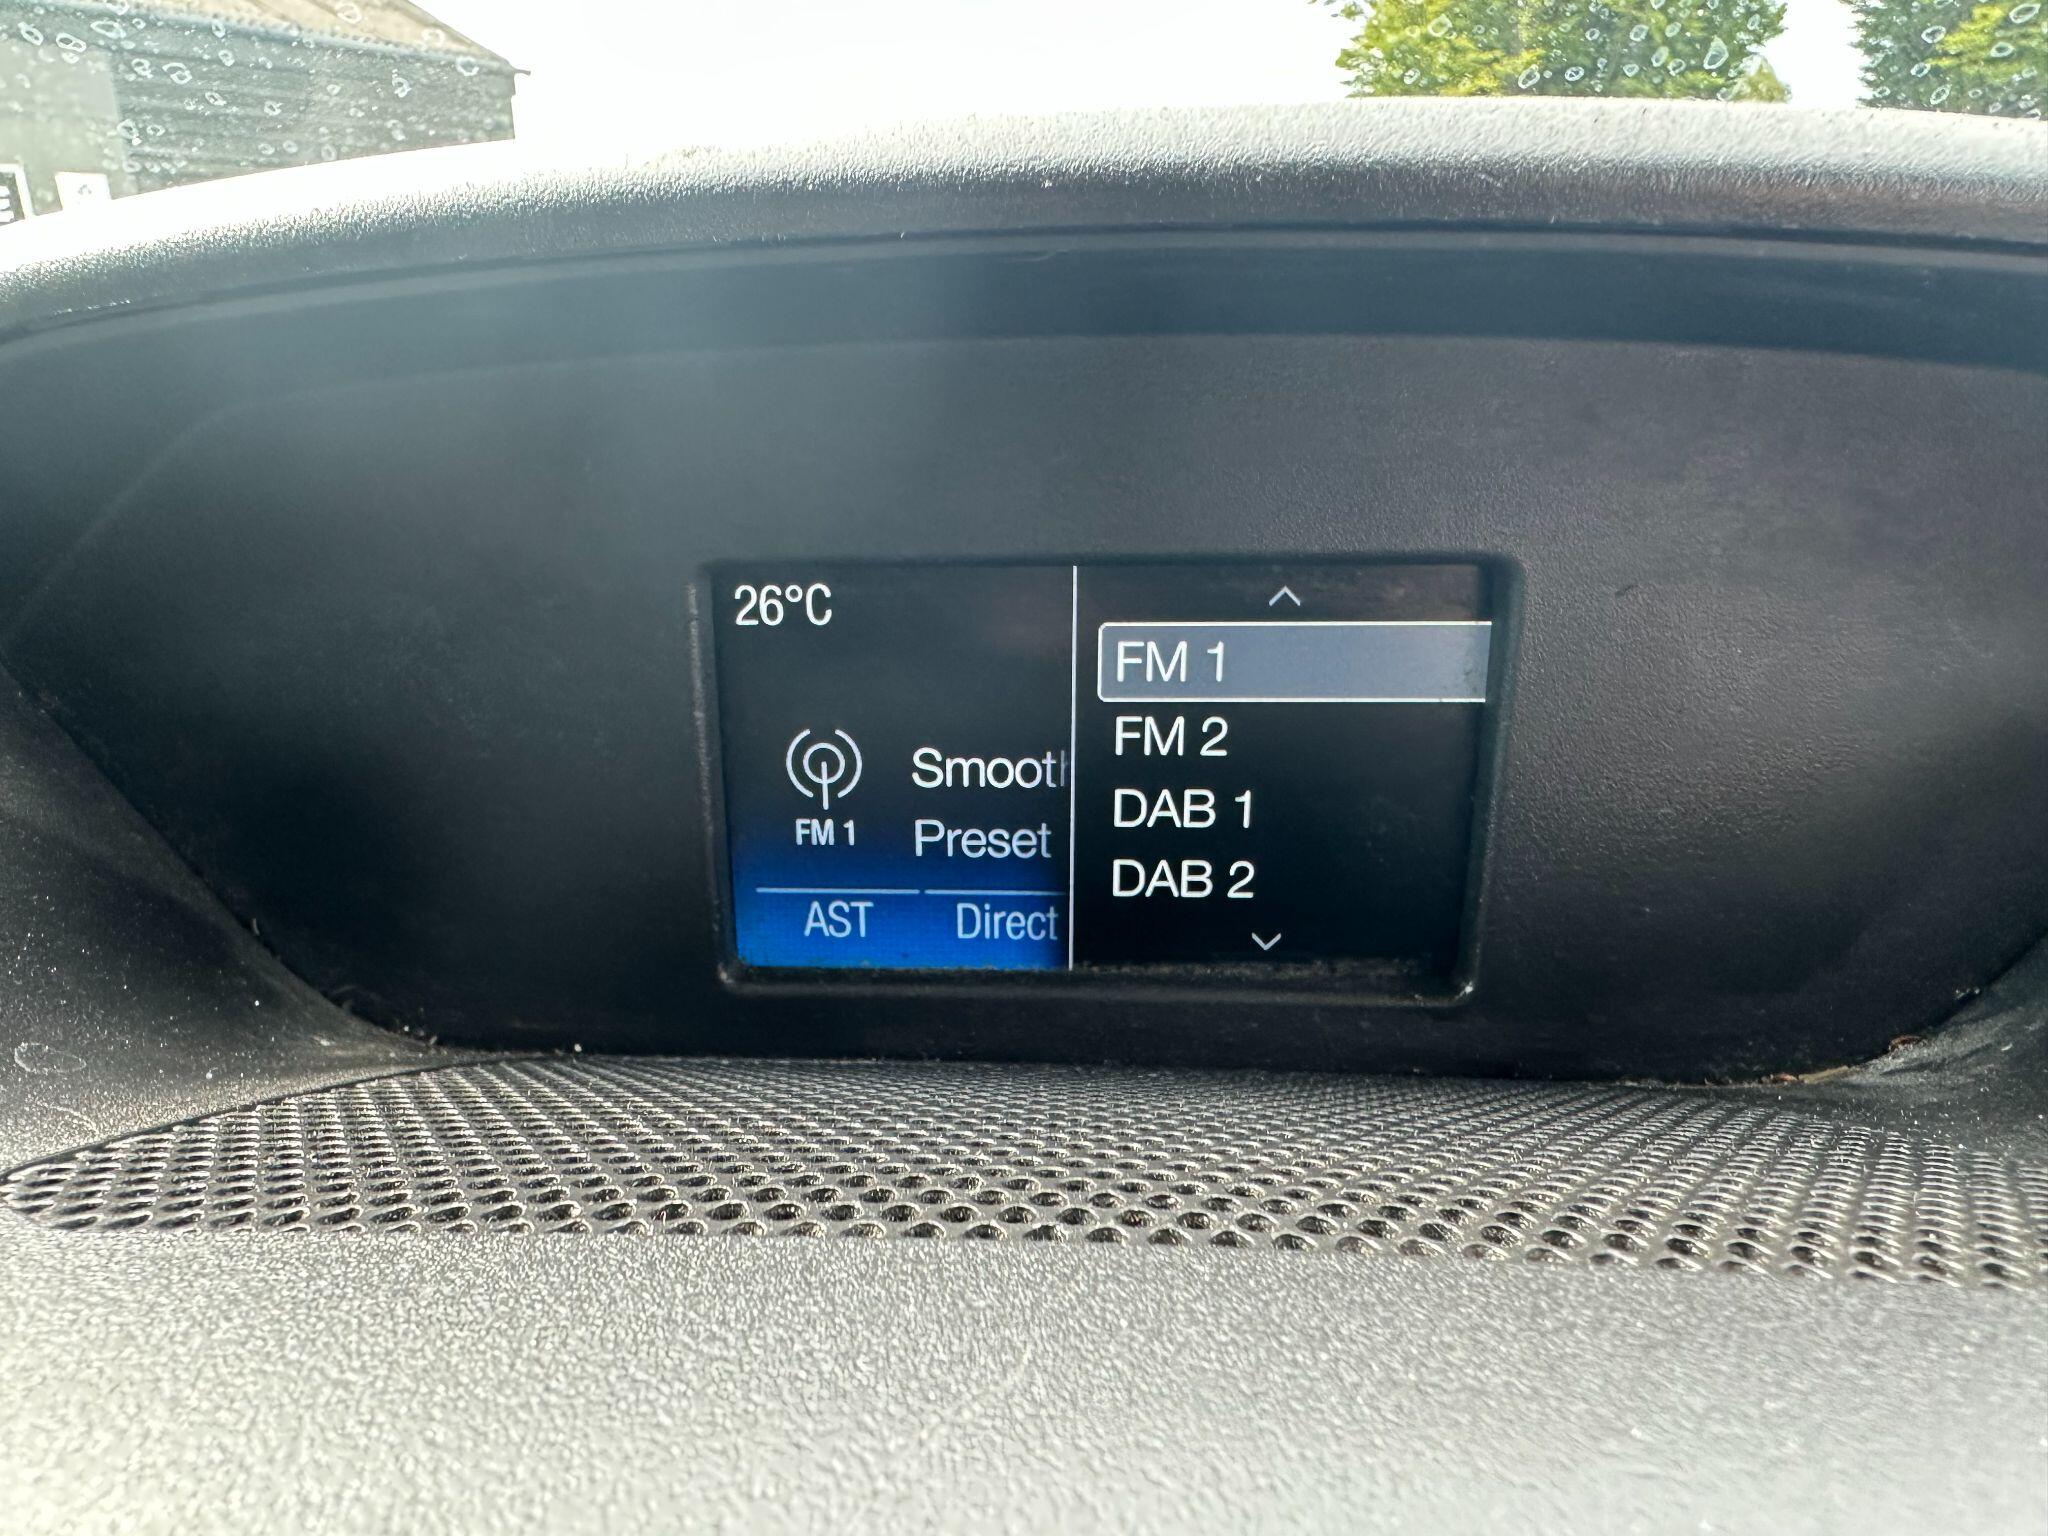 26°C
FM 1
Smooth
Preset
AST
Direct
FM 1
FM 2
DAB 1
DAB 2